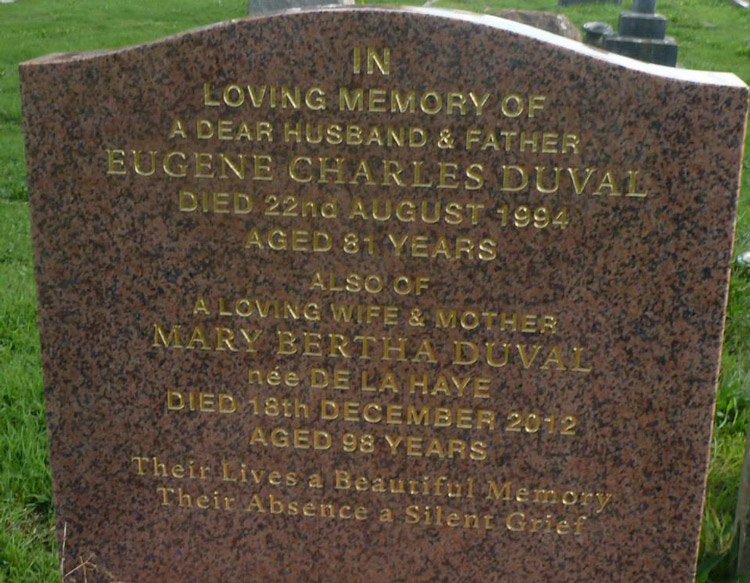 IN
LOVING MEMORY OF
A DEAR HUSBAND & FATHER
EUGENE CHARLES DUVAL
DIED 22nd AUGUST 1994
AGED 81 YEARS
ALSO OF
A LOVING WIFE & MOTHER
MARY BERTHA DUVAL
née DE LA HAYE
DIED 18th DECEMBER 2012
AGED 98 YEARS
Their Lives a Beautiful Memory
Their Absence a Silent Grief